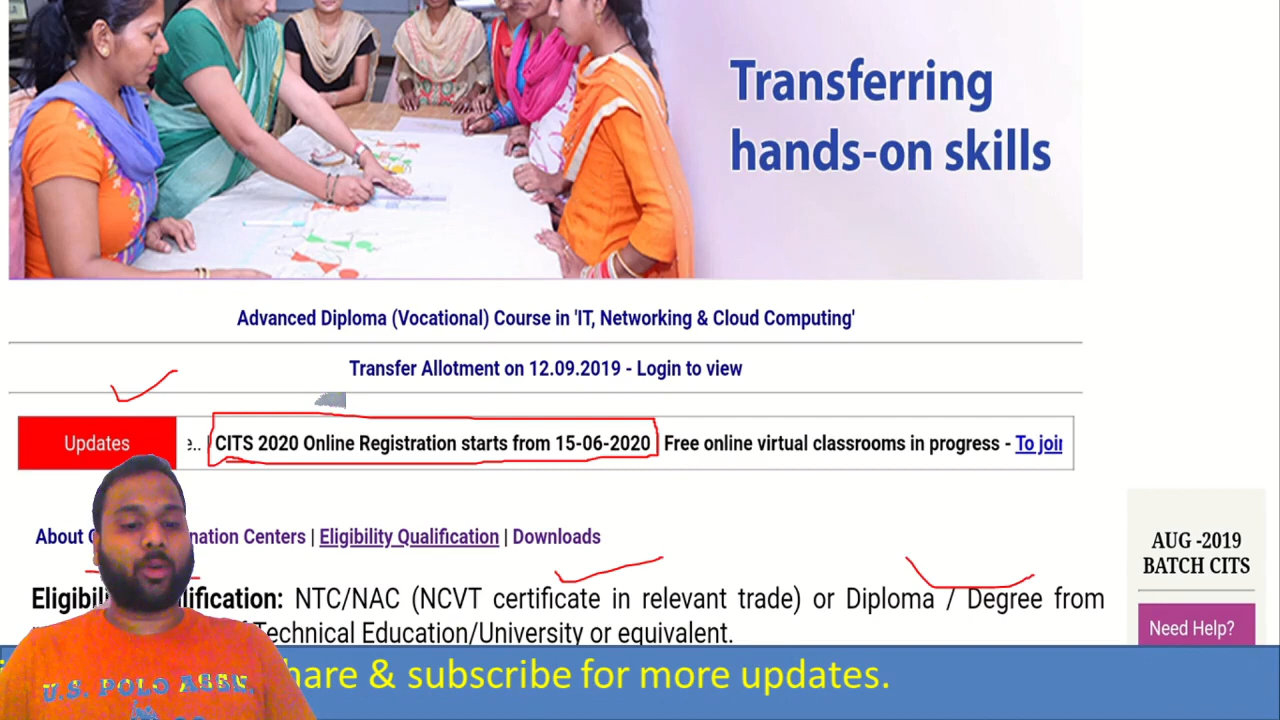 Transferring
hands-on skills
Advanced Diploma (Vocational) Course in 'IT, Networking & Cloud Computing'
Transfer Allotment on 12.09.2019 - Login to view
Updates e.. CITS 2020 Online Registration starts from 15-06-2020 Free online virtual classrooms in progress - To join
About nation Centers | Eligibility Qualification | Downloads
AUG -2019
BATCH CITS
Eligibi lification: NTC/NAC (NCVT certificate in relevant trade) or Diploma / Degree from
Technical Education/University or equivalent.
Need Help?
hare & subscribe for more updates.
U.S. POLO ASSN.